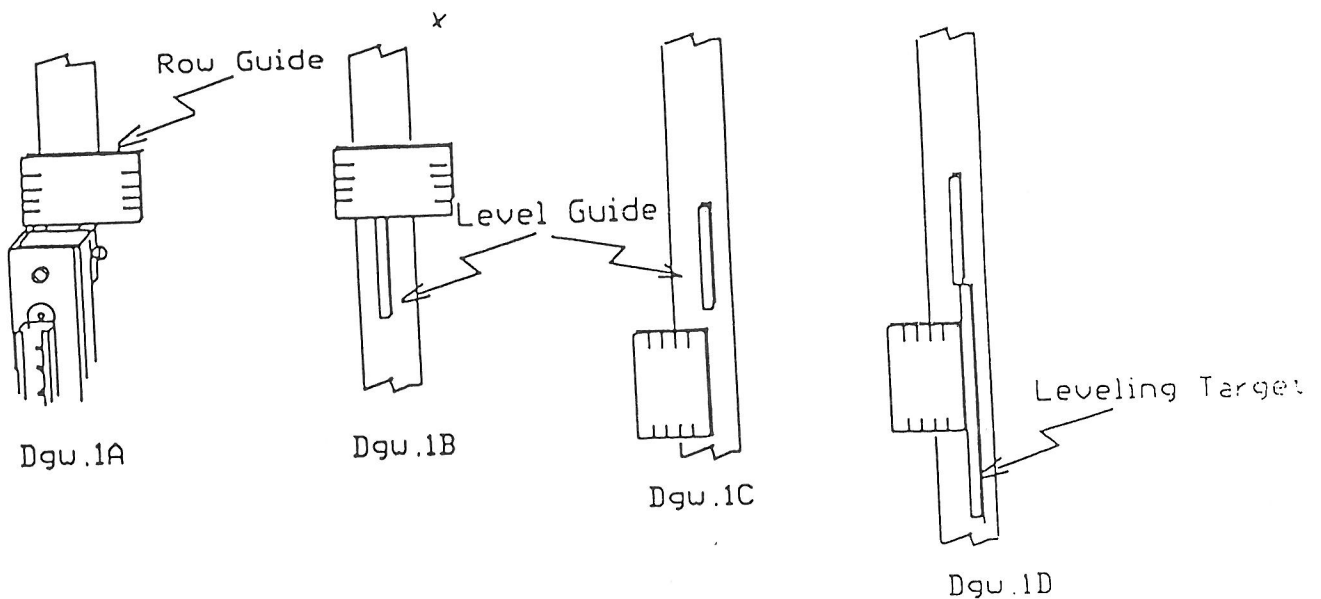 x
Row Guide
Level Guide
Leveling Target
Dgw.1A
Dgw.1B
Dgw.1C
Dgw.1D